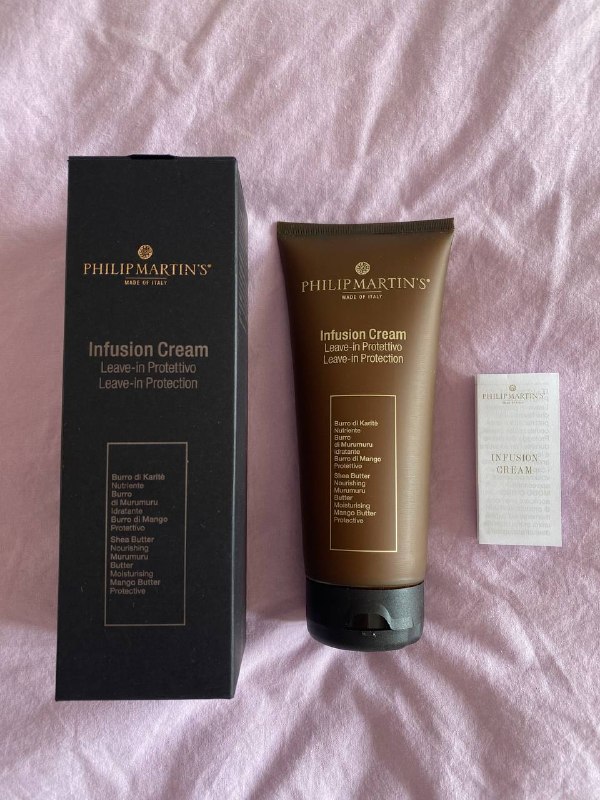 PHILIP MARTIN'S®
MADE OF ITALY
Infusion Cream
Leave-in Protettivo
Leave-in Protection
Burro di Karitè
Nutriente
Burro
di Murumuru
Idratante
Burro di Mango
Protettivo
Shea Butter
Nourishing
Murumuru
Butter
Moisturising
Mango Butter
Protective
PHILIP MARTIN'S®
MADE OF ITALY
Infusion Cream
Leave-in Protettivo
Leave-in Protection
Burro di Karitè
Nutriente
Burro
di Murumuru
Idratante
Burro di Mango
Protettivo
Shea Butter
Nourishing
Murumuru
Butter
Moisturising
Mango Butter
Protective
PHILIP MARTIN'S
INFUSION
CREAM